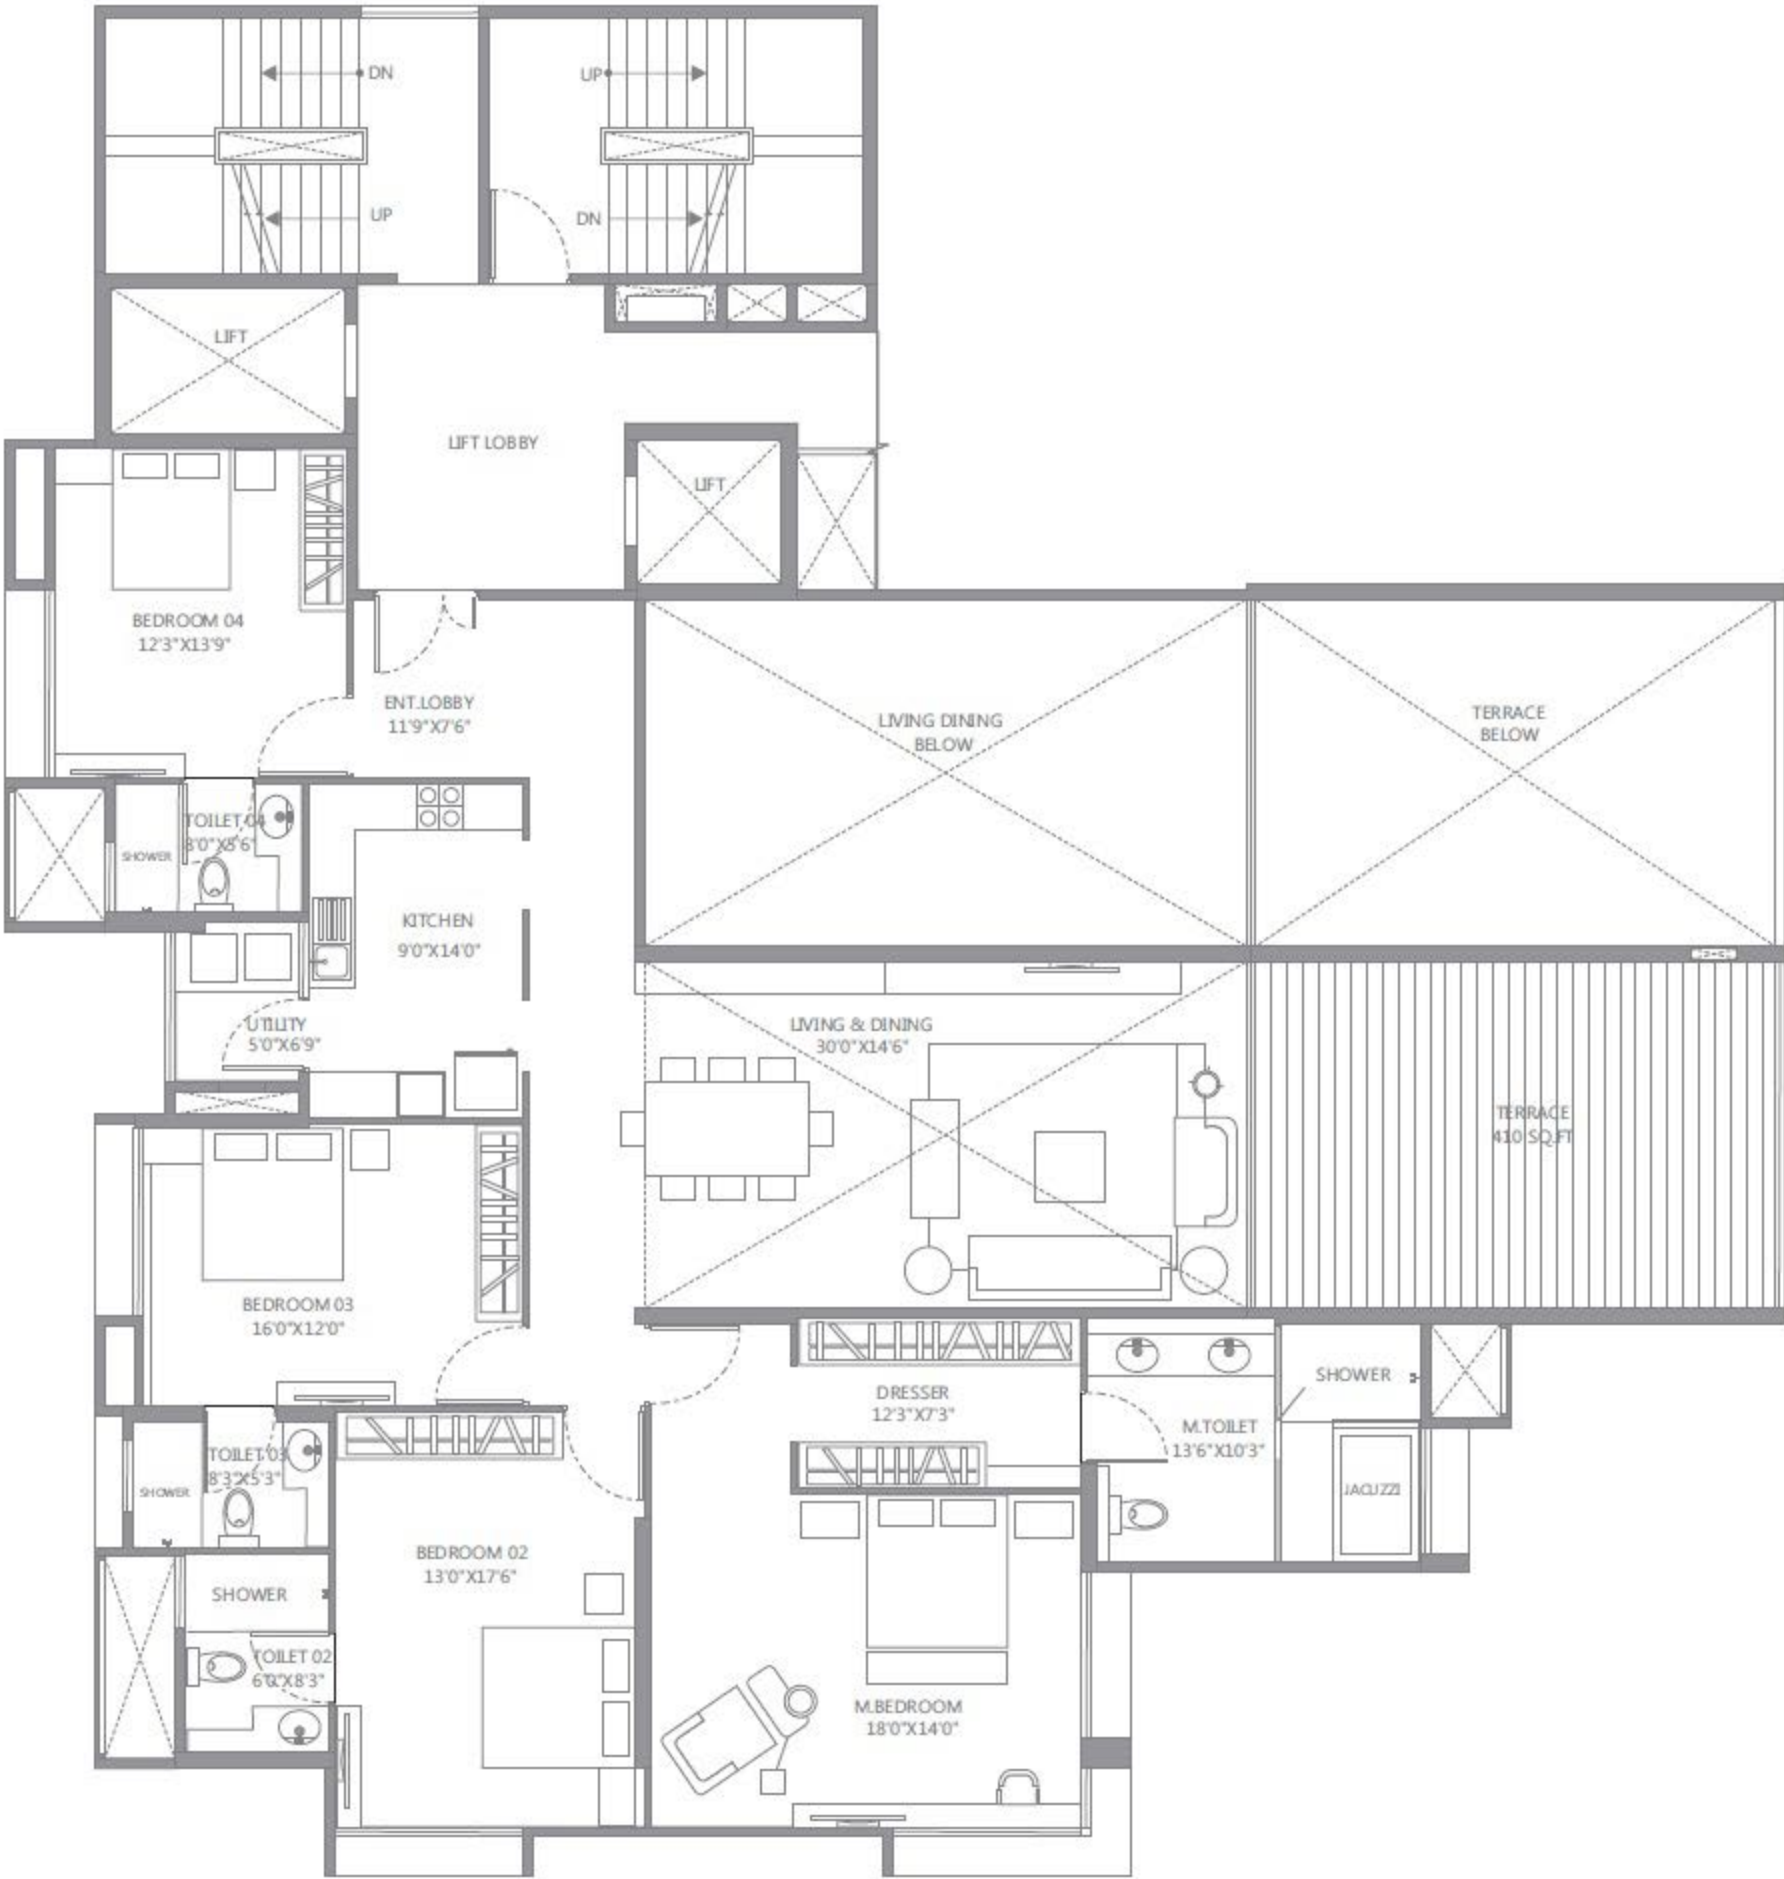 DN
UP
UP
DN
LIFT
LIFT LOBBY
LIFT
BEDROOM 04
12'3"X13'9"
ENT.LOBBY
11'9"X7'6"
LIVING DINING
BELOW
TERRACE
BELOW
TOILET 04
8'0"X5'6"
SHOWER
KITCHEN
9'0"X14'0"
UTILITY
5'0"X6'9"
LIVING & DINING
30'0"X14'6"
TERRACE
410 SQ.FT
BEDROOM 03
16'0"X12'0"
DRESSER
12'3"X7'3"
SHOWER
M.TOILET
13'6"X10'3"
TOILET 03
8'3"X5'3"
SHOWER
JACUZZI
BEDROOM 02
13'0"X17'6"
SHOWER
TOILET 02
6'0"X8'3"
M.BEDROOM
18'0"X14'0"